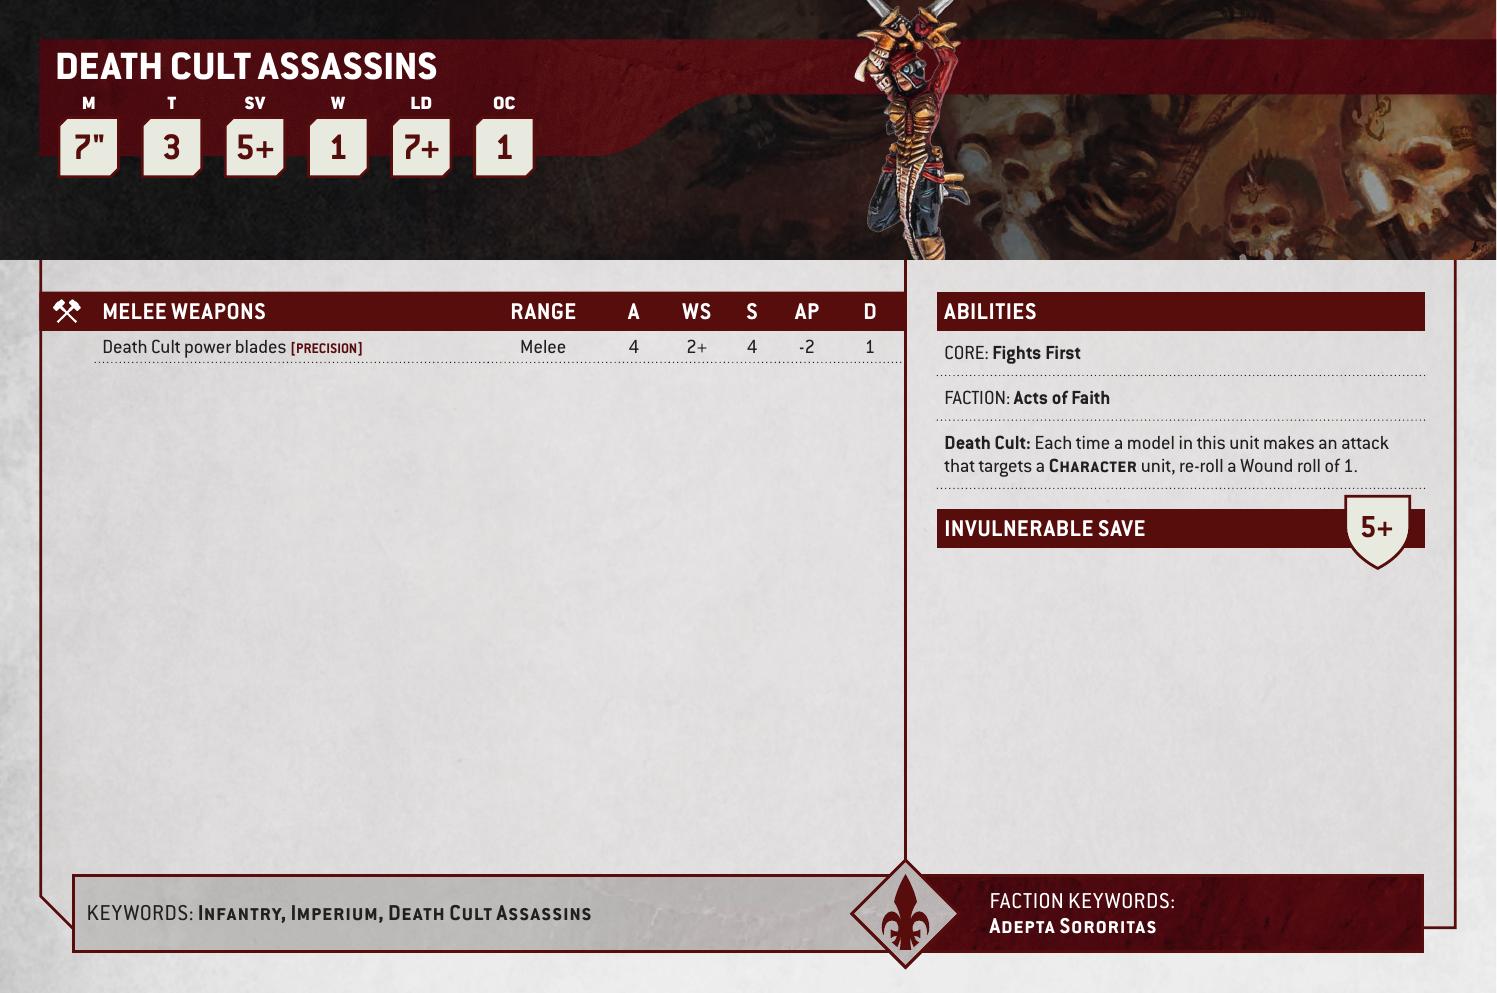 DEATH CULT ASSASSINS
M T SV W LD OC
7" 3 5+ 1 7+ 1
MELEE WEAPONS RANGE A WS S AP D
Death Cult power blades [PRECISION] Melee 4 2+ 4 -2 1
ABILITIES
CORE: Fights First
FACTION: Acts of Faith
Death Cult: Each time a model in this unit makes an attack
that targets a CHARACTER unit, re-roll a Wound roll of 1.
INVULNERABLE SAVE 5+
KEYWORDS: INFANTRY, IMPERIUM, DEATH CULT ASSASSINS
FACTION KEYWORDS:
ADEPTA SORORITAS